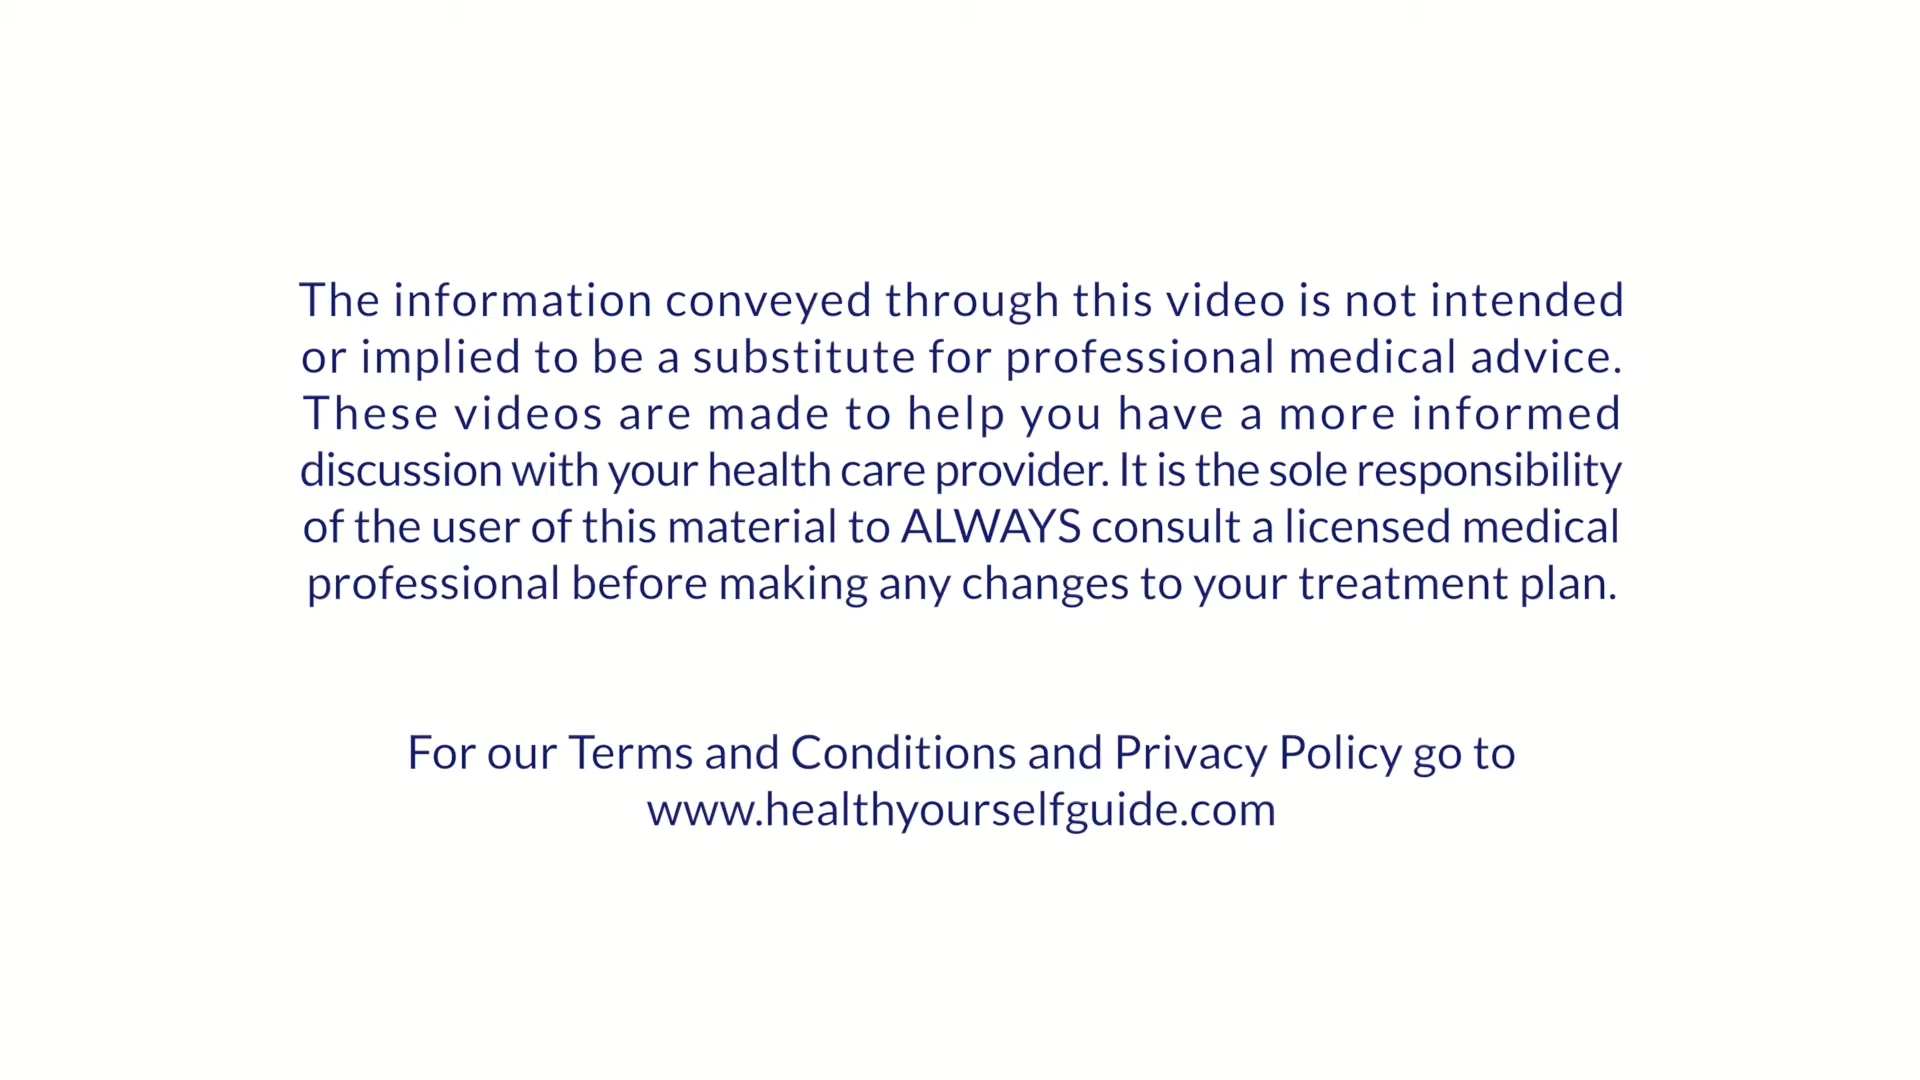 The information conveyed through this video is not intended
or implied to be a substitute for professional medical advice.
These videos are made to help you have a more informed
discussion with your health care provider. It is the sole responsibility
of the user of this material to ALWAYS consult a licensed medical
professional before making any changes to your treatment plan.
For our Terms and Conditions and Privacy Policy go to
www.healthyourselfguide.com